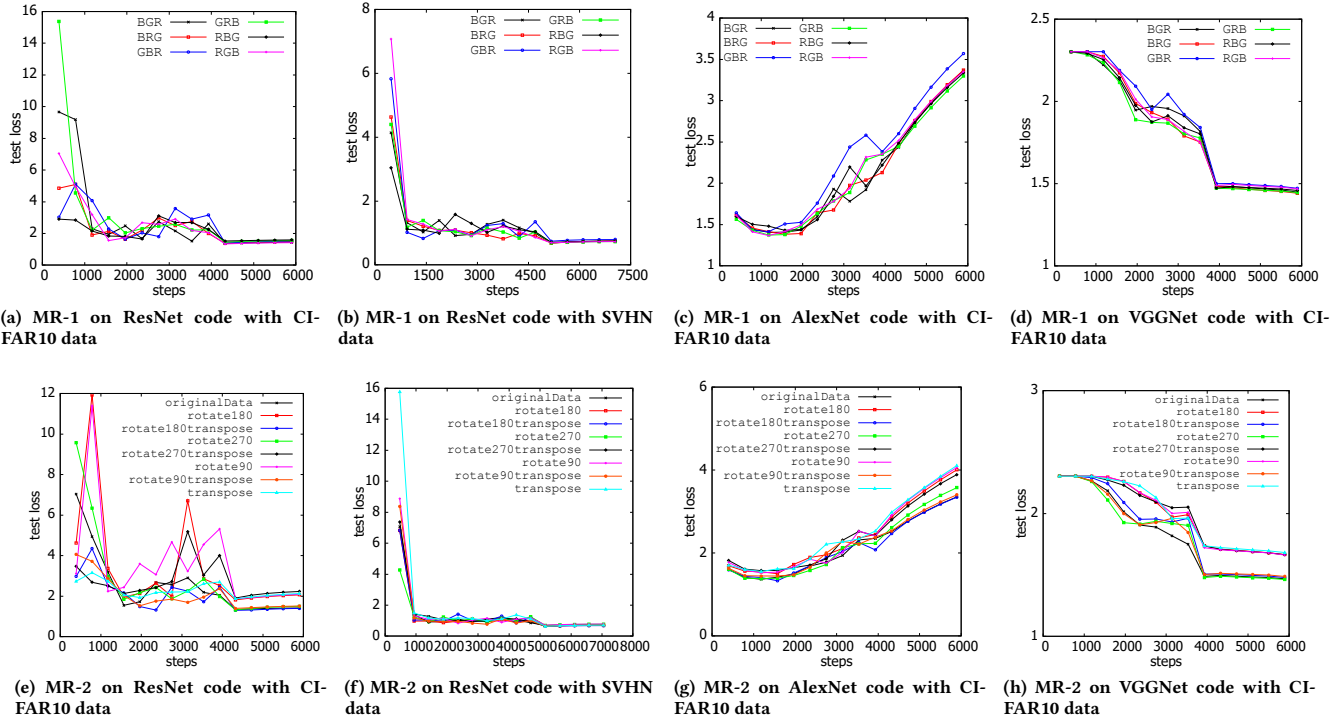 16
14
12
10
8
6
4
2
0
test loss
BGR GRB
BRG RBG
GBR RGB
0 1000 2000 3000 4000 5000 6000
steps
(a) MR-1 on ResNet code with CI-
FAR10 data
8
6
4
2
0
test loss
BGR GRB
BRG RBG
GBR RGB
0 1500 3000 4500 6000 7500
steps
(b) MR-1 on ResNet code with SVHN
data
4
3.5
3
2.5
2
1.5
1
test loss
BGR GRB
BRG RBG
GBR RGB
0 1000 2000 3000 4000 5000 6000
steps
(c) MR-1 on AlexNet code with CI-
FAR10 data
2.5
2
1.5
1
test loss
BGR GRB
BRG RBG
GBR RGB
0 1000 2000 3000 4000 5000 6000
steps
(d) MR-1 on VGGNet code with CI-
FAR10 data
12
10
8
6
4
2
0
test loss
originalData
rotate180
rotate180transpose
rotate270
rotate270transpose
rotate90
rotate90transpose
transpose
0 1000 2000 3000 4000 5000 6000
steps
(e) MR-2 on ResNet code with CI-
FAR10 data
16
14
12
10
8
6
4
2
0
test loss
originalData
rotate180
rotate180transpose
rotate270
rotate270transpose
rotate90
rotate90transpose
transpose
0 1000 2000 3000 4000 5000 6000 7000 8000
steps
(f) MR-2 on ResNet code with SVHN
data
6
4
2
0
test loss
originalData
rotate180
rotate180transpose
rotate270
rotate270transpose
rotate90
rotate90transpose
transpose
0 1000 2000 3000 4000 5000 6000
steps
(g) MR-2 on AlexNet code with CI-
FAR10 data
3
2
1
test loss
originalData
rotate180
rotate180transpose
rotate270
rotate270transpose
rotate90
rotate90transpose
transpose
0 1000 2000 3000 4000 5000 6000
steps
(h) MR-2 on VGGNet code with CI-
FAR10 data